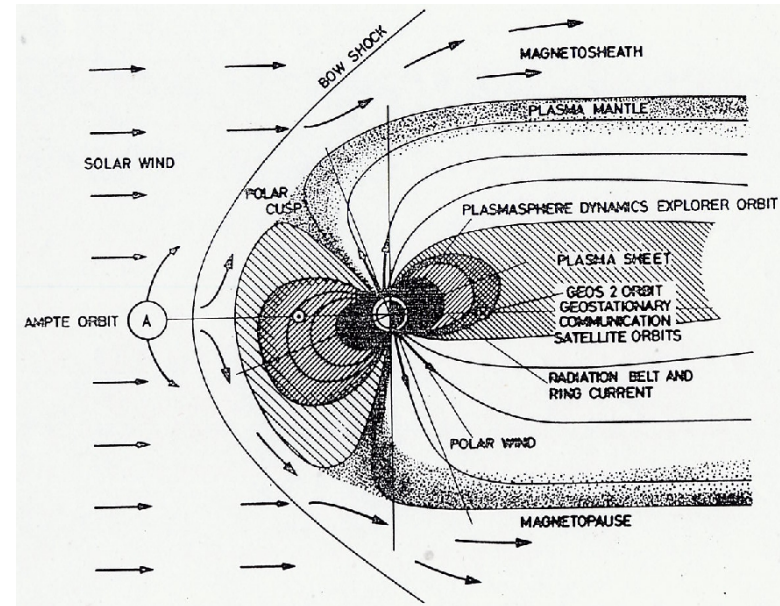 BOW SHOCK
MAGNETOSHEATH
PLASMA MANTLE
SOLAR WIND
POLAR
CUSP
PLASMASPHERE DYNAMICS EXPLORER ORBIT
PLASMA SHEET
GEOS 2 ORBIT
GEOSTATIONARY
COMMUNICATION
SATELLITE ORBITS
AMPTE ORBIT
A
RADIATION BELT AND
RING CURRENT
POLAR WIND
MAGNETOPAUSE